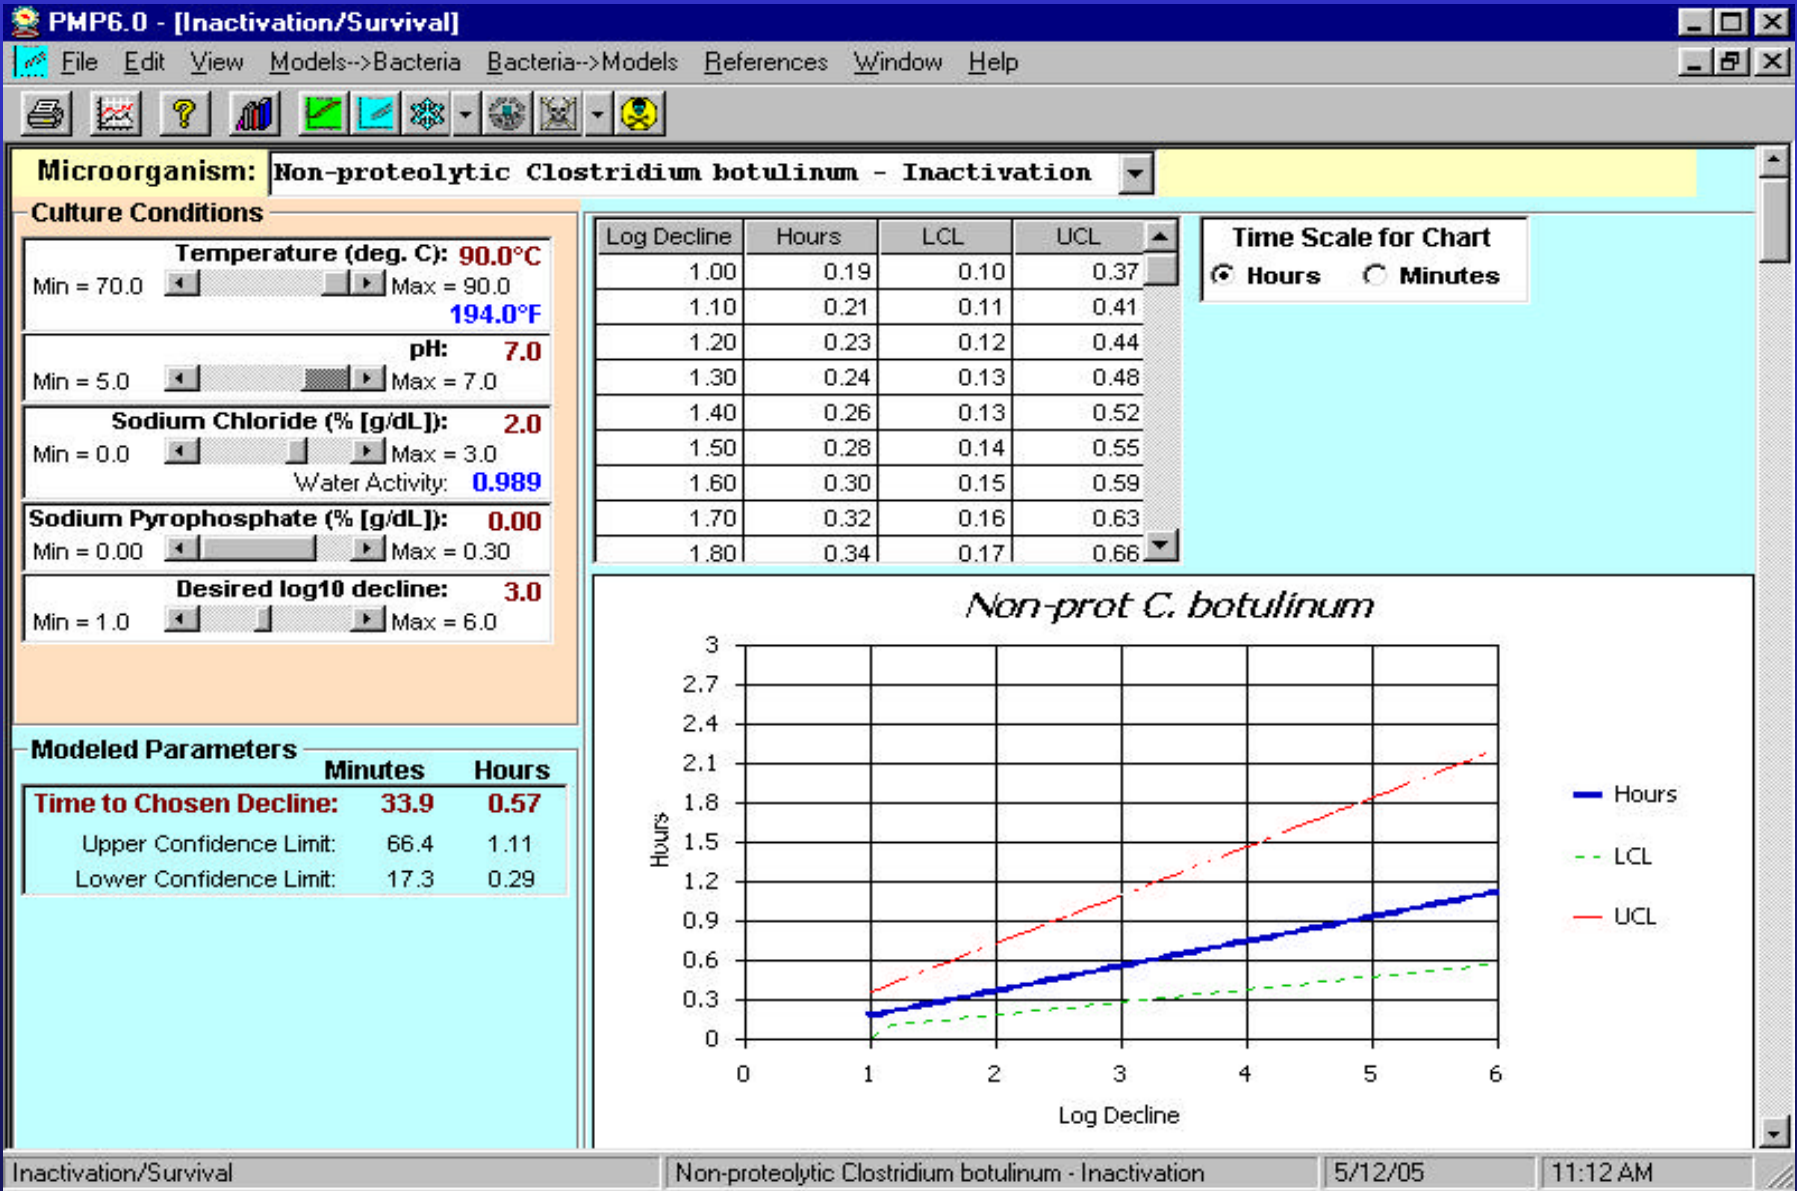 PMP6.0 - [Inactivation/Survival]
File Edit View Models-->Bacteria Bacteria-->Models References Window Help
Microorganism: Non-proteolytic Clostridium botulinum - Inactivation
Culture Conditions
Temperature (deg. C): 90.0°C
Min = 70.0 Max = 90.0
194.0°F
pH: 7.0
Min = 5.0 Max = 7.0
Sodium Chloride (% [g/dL]): 2.0
Min = 0.0 Max = 3.0
Water Activity: 0.989
Sodium Pyrophosphate (% [g/dL]): 0.00
Min = 0.00 Max = 0.30
Desired log10 decline: 3.0
Min = 1.0 Max = 6.0
Modeled Parameters
Minutes Hours
Time to Chosen Decline: 33.9 0.57
Upper Confidence Limit: 66.4 1.11
Lower Confidence Limit: 17.3 0.29
Log Decline Hours LCL UCL
1.00 0.19 0.10 0.37
1.10 0.21 0.11 0.41
1.20 0.23 0.12 0.44
1.30 0.24 0.13 0.48
1.40 0.26 0.13 0.52
1.50 0.28 0.14 0.55
1.60 0.30 0.15 0.59
1.70 0.32 0.16 0.63
1.80 0.34 0.17 0.66
Time Scale for Chart
Hours Minutes
Non-prot C. botulinum
3
2.7
2.4
2.1
1.8
1.5
1.2
0.9
0.6
0.3
0
Hours
0 1 2 3 4 5 6
Log Decline
Hours
LCL
UCL
Inactivation/Survival Non-proteolytic Clostridium botulinum - Inactivation 5/12/05 11:12 AM